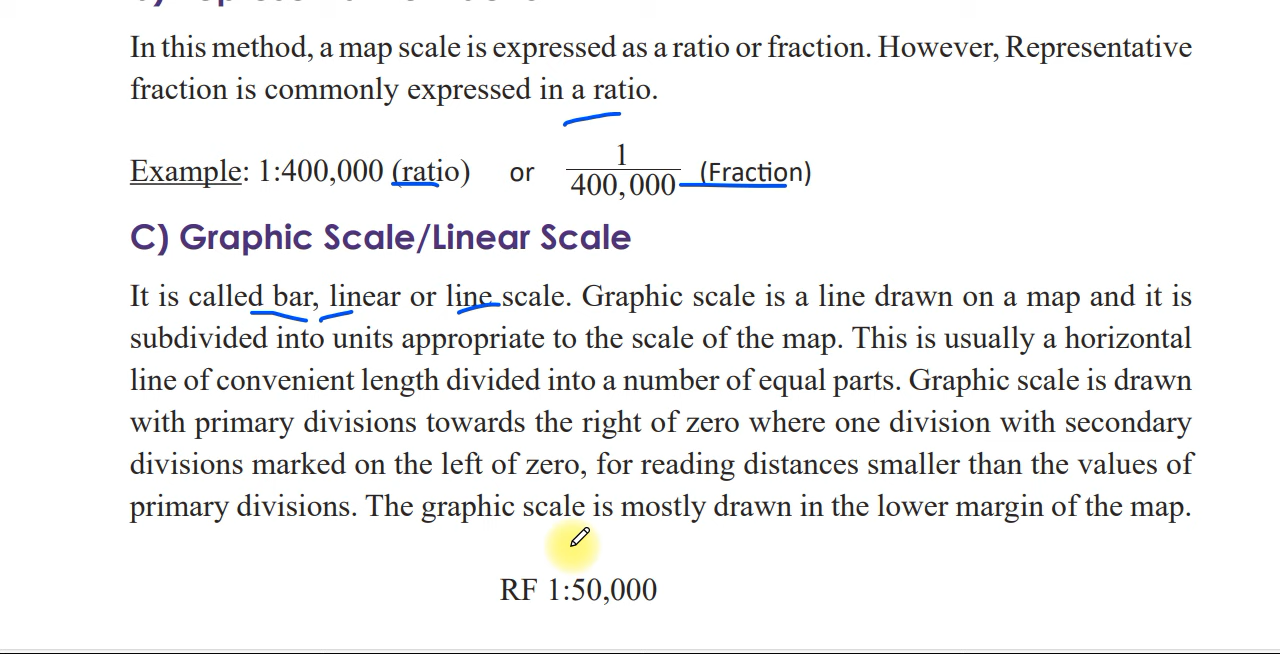 In this method, a map scale is expressed as a ratio or fraction. However, Representative
fraction is commonly expressed in a ratio.
Example: 1:400,000 (ratio) or 1/400,000 (Fraction)
C) Graphic Scale/Linear Scale
It is called bar, linear or line scale. Graphic scale is a line drawn on a map and it is
subdivided into units appropriate to the scale of the map. This is usually a horizontal
line of convenient length divided into a number of equal parts. Graphic scale is drawn
with primary divisions towards the right of zero where one division with secondary
divisions marked on the left of zero, for reading distances smaller than the values of
primary divisions. The graphic scale is mostly drawn in the lower margin of the map.
RF 1:50,000